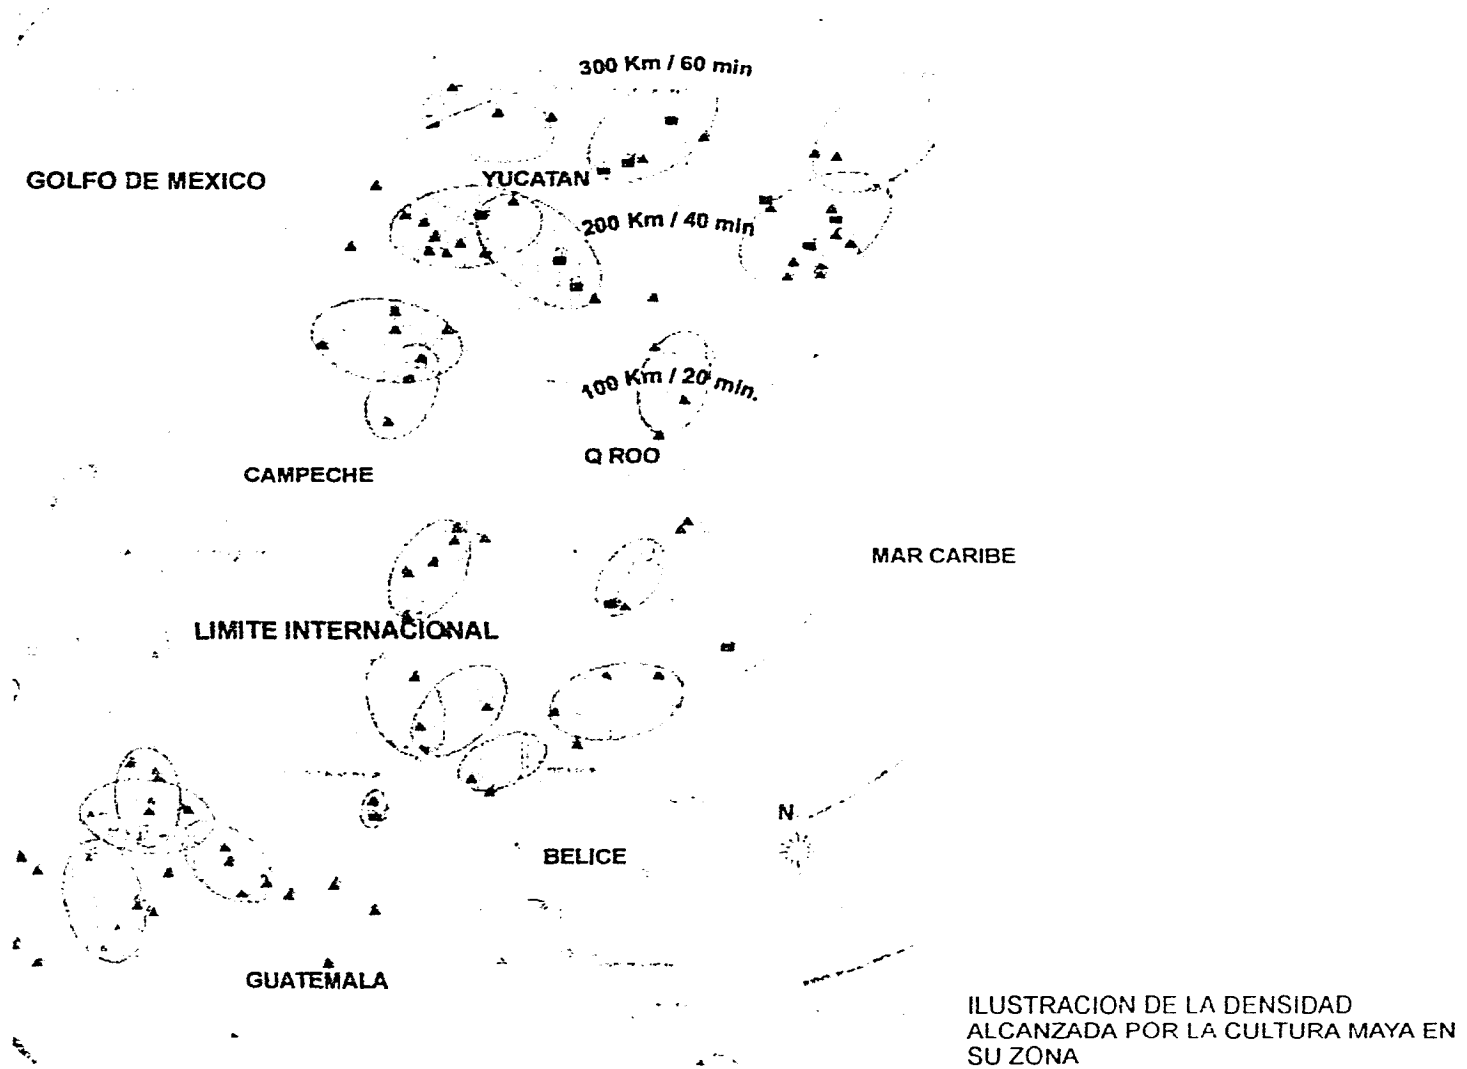 300 Km / 60 min
GOLFO DE MEXICO
YUCATAN
200 Km / 40 min
100 Km / 20 min.
Q ROO
CAMPECHE
MAR CARIBE
LIMITE INTERNACIONAL
N
BELICE
GUATEMALA
ILUSTRACION DE LA DENSIDAD
ALCANZADA POR LA CULTURA MAYA EN
SU ZONA